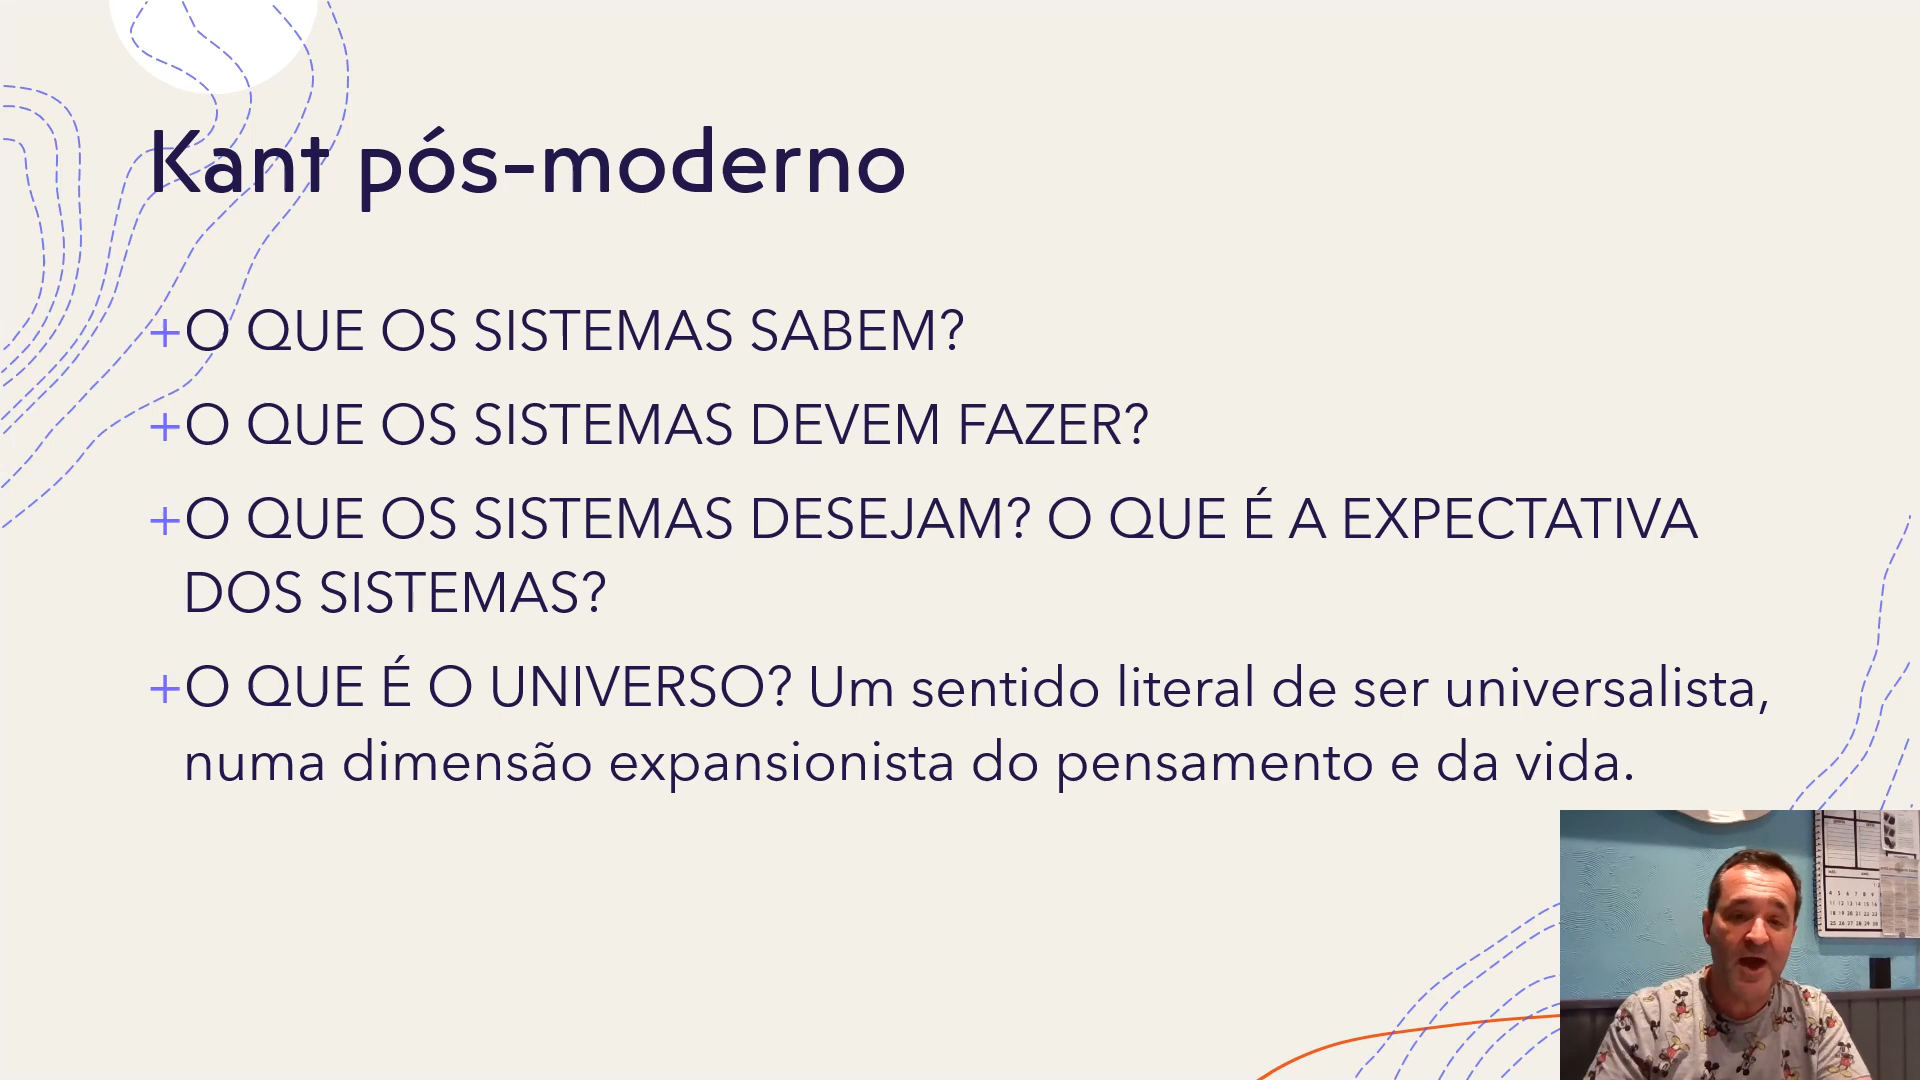 Kant pós-moderno
+O QUE OS SISTEMAS SABEM?
+O QUE OS SISTEMAS DEVEM FAZER?
+O QUE OS SISTEMAS DESEJAM? O QUE É A EXPECTATIVA
DOS SISTEMAS?
+O QUE É O UNIVERSO? Um sentido literal de ser universalista,
numa dimensão expansionista do pensamento e da vida.